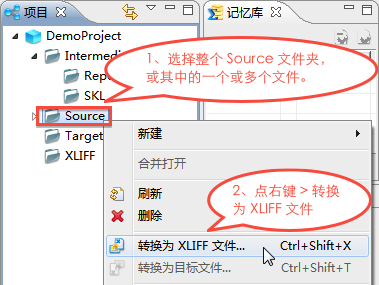 项目
记忆库
DemoProject
Intermedi
Rep
SKL
Source
Target
XLIFF
1、选择整个 Source 文件夹，
或其中的一个或多个文件。
新建
合并打开
刷新
删除
2、点右键 > 转换
为 XLIFF 文件
转换为 XLIFF 文件... Ctrl+Shift+X
转换为目标文件... Ctrl+Shift+T